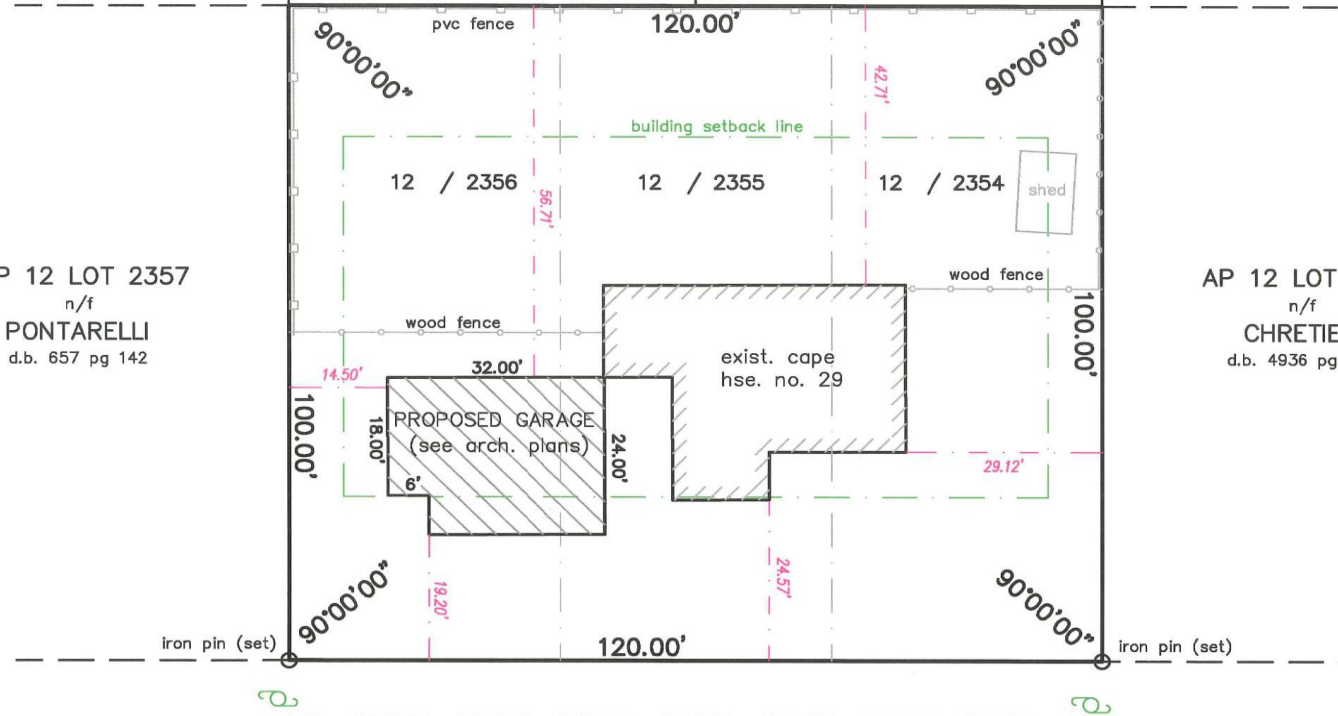 pvc fence
120.00'
90°00'00"
90°00'00"
42.71'
building setback line
12 / 2356
12 / 2355
12 / 2354
shed
56.71'
12 LOT 2357
n/f
PONTARELLI
d.b. 657 pg 142
wood fence
wood fence
AP 12 LOT
n/f
CHRETIE
d.b. 4936 pg
100.00'
32.00'
exist. cape
hse. no. 29
14.50'
100.00'
18.00'
PROPOSED GARAGE
(see arch. plans)
24.00'
6'
29.12'
19.20'
24.57'
90°00'00"
90°00'00"
iron pin (set)
120.00'
iron pin (set)